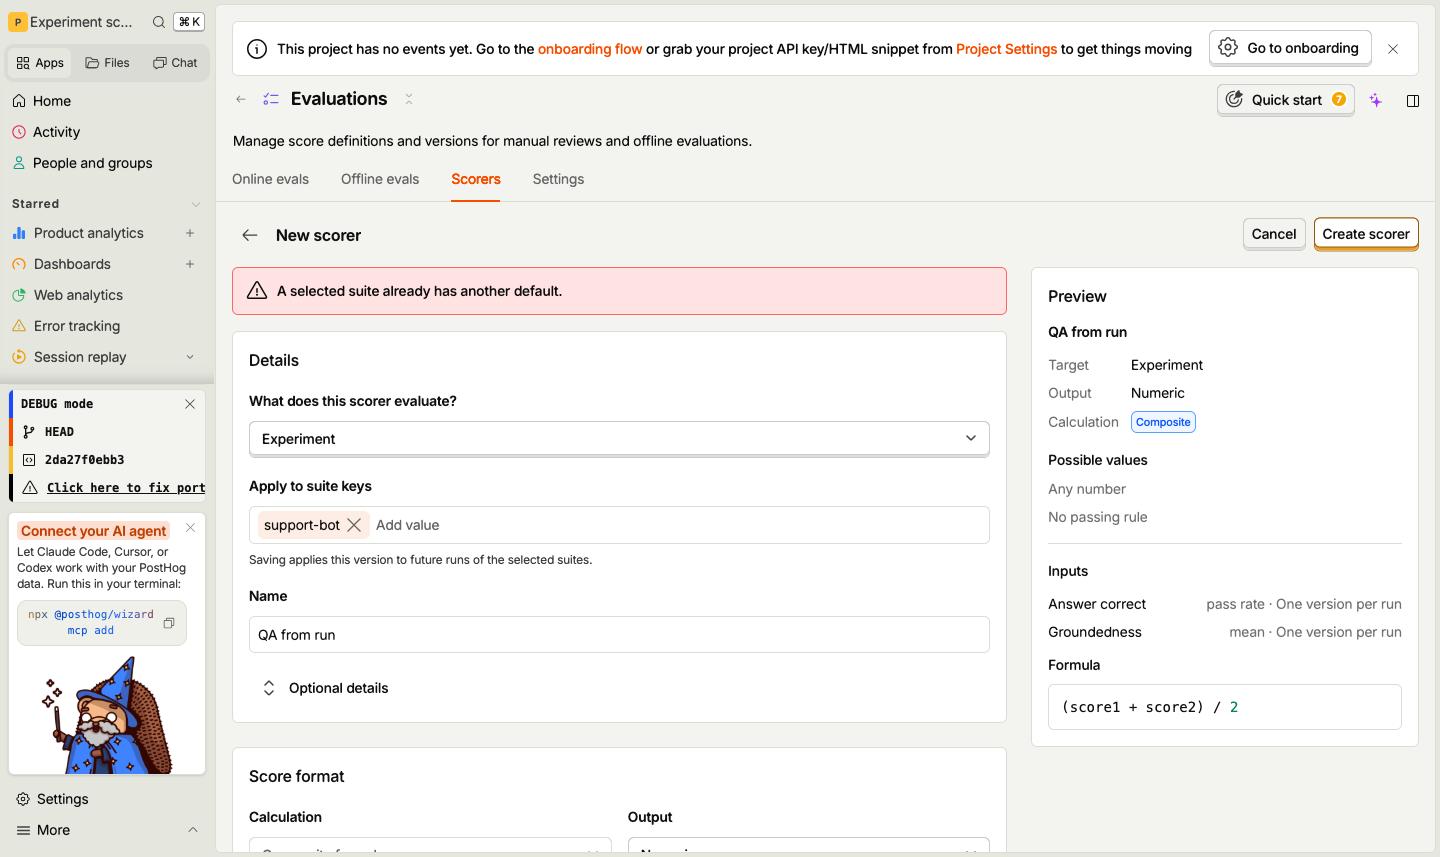 P Experiment sc... ⌘ K
Apps Files Chat
Home
Activity
People and groups
Starred
Product analytics
Dashboards
Web analytics
Error tracking
Session replay
DEBUG mode
HEAD
2da27f0ebb3
Click here to fix port
Connect your AI agent
Let Claude Code, Cursor, or
Codex work with your PostHog
data. Run this in your terminal:
npx @posthog/wizard
mcp add
Settings
More
This project has no events yet. Go to the onboarding flow or grab your project API key/HTML snippet from Project Settings to get things moving
Go to onboarding
Evaluations
Quick start 7
Manage score definitions and versions for manual reviews and offline evaluations.
Online evals Offline evals Scorers Settings
New scorer
Cancel Create scorer
A selected suite already has another default.
Details
What does this scorer evaluate?
Experiment
Apply to suite keys
support-bot Add value
Saving applies this version to future runs of the selected suites.
Name
QA from run
Optional details
Score format
Calculation Output
Preview
QA from run
Target Experiment
Output Numeric
Calculation Composite
Possible values
Any number
No passing rule
Inputs
Answer correct pass rate · One version per run
Groundedness mean · One version per run
Formula
(score1 + score2) / 2